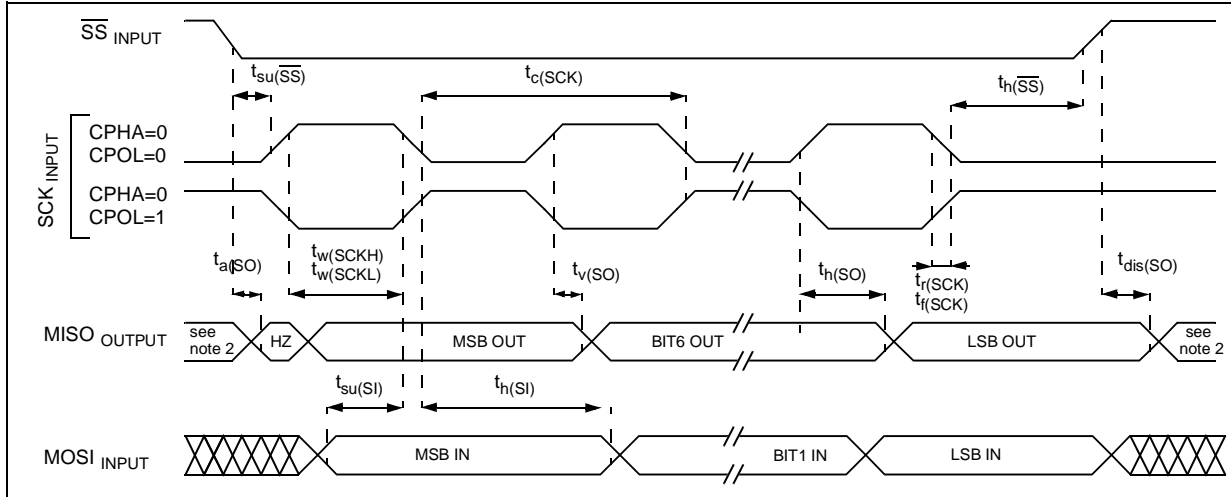 SS INPUT
tsu(SS)
tc(SCK)
th(SS)
SCK INPUT
CPHA=0
CPOL=0
CPHA=0
CPOL=1
ta(SO)
tw(SCKH)
tw(SCKL)
tv(SO)
th(SO)
tr(SCK)
tf(SCK)
tdis(SO)
MISO OUTPUT
see
note 2
HZ
MSB OUT
BIT6 OUT
LSB OUT
see
note 2
tsu(SI)
th(SI)
MOSI INPUT
MSB IN
BIT1 IN
LSB IN